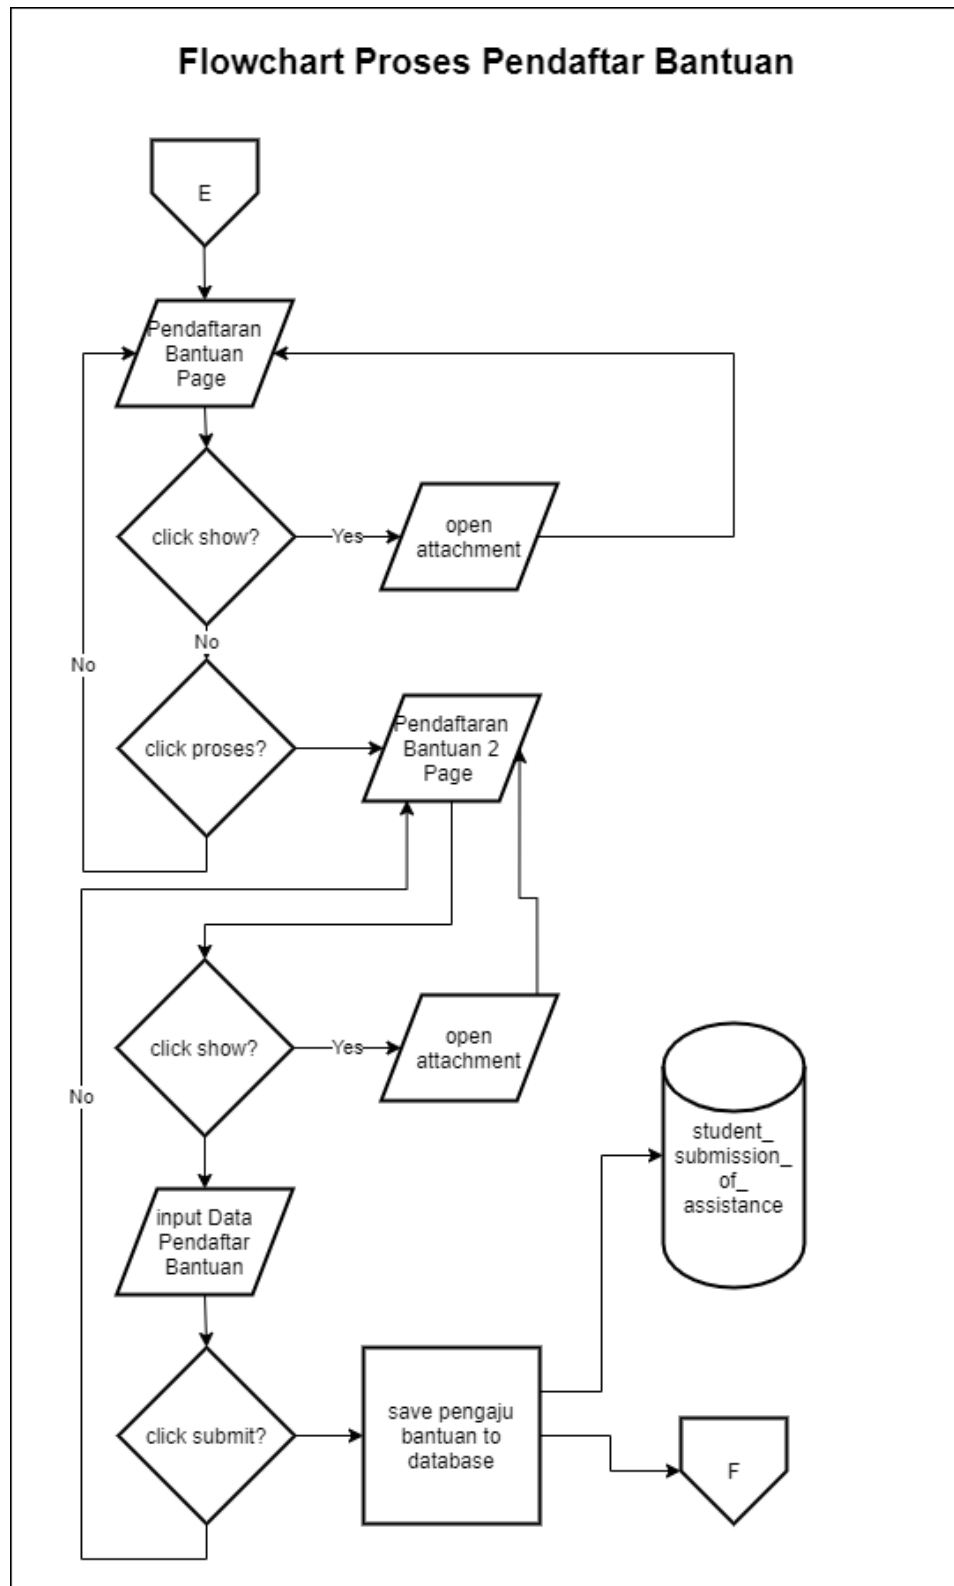 Flowchart Proses Pendaftar Bantuan
E
Pendaftaran
Bantuan
Page
click show?
Yes
open
attachment
No
No
click proses?
Pendaftaran
Bantuan 2
Page
click show?
Yes
open
attachment
No
student_
submission_
of_
assistance
input Data
Pendaftar
Bantuan
click submit?
save pengaju
bantuan to
database
F